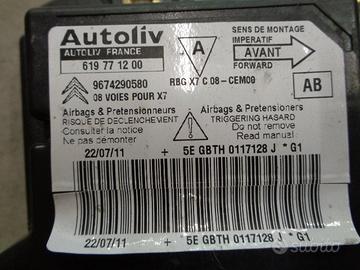 Autoliv
AUTOLIV FRANCE
619 77 12 00
A
SENS DE MONTAGE
IMPERATIF
AVANT
FORWARD
9674290580
08 VOIES POUR X7
RBG X7 C 08-CEM09
AB
Airbags & Pretensionneurs
RISQUE DE DECLENCHEMENT
Consulter la notice
Ne pas démonter
Airbags & Pretensioners
TRIGGERING HASARD
Do not remove
Read manual
22/07/11 + 5E GBTH 0117128 J *G1
22/07/11 + 5E GBTH 0117128 J *G1
subito